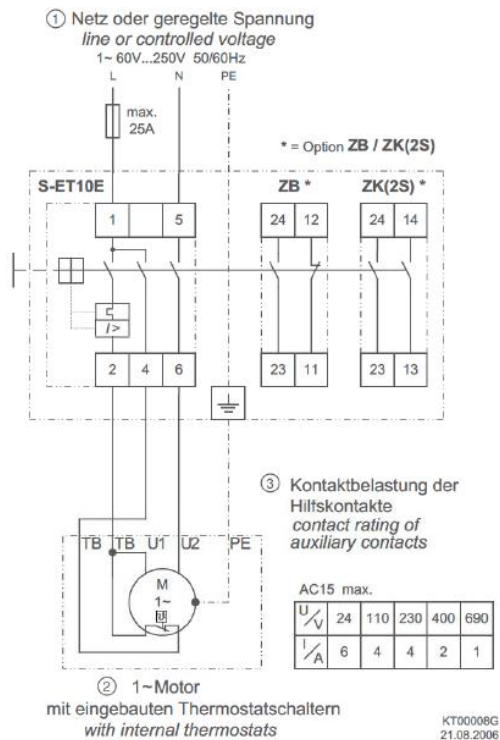 ① Netz oder geregelte Spannung
line or controlled voltage
1~ 60V...250V 50/60Hz
L N PE
max.
25A
* = Option ZB / ZK(2S)
S-ET10E ZB * ZK(2S) *
1 5 24 12 24 14
I >
2 4 6 23 11 23 13
③ Kontaktbelastung der
Hilfskontakte
contact rating of
auxiliary contacts
TB TB U1 U2 PE
M
1~
AC15 max.
U/V 24 110 230 400 690
I/A 6 4 4 2 1
② 1~Motor
mit eingebauten Thermostatschaltern
with internal thermostats
KT00008G
21.08.2006